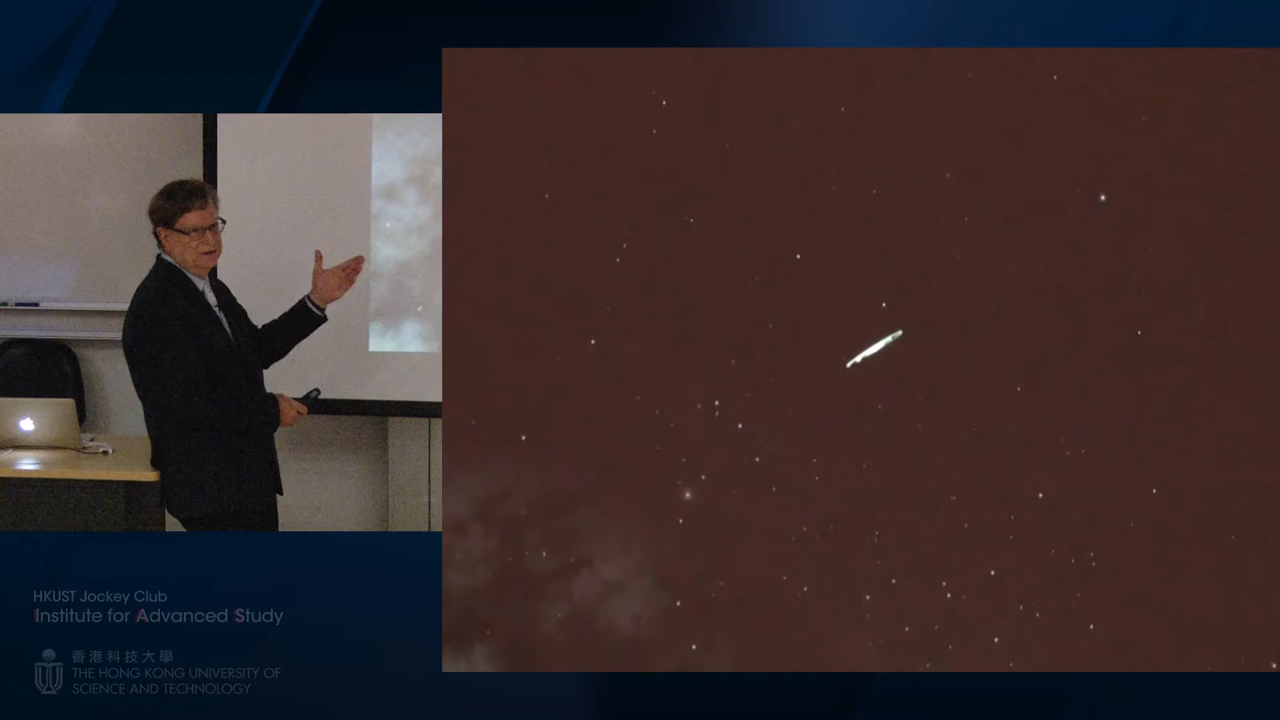 HKUST Jockey Club
Institute for Advanced Study
香港科技大學
THE HONG KONG UNIVERSITY OF
SCIENCE AND TECHNOLOGY